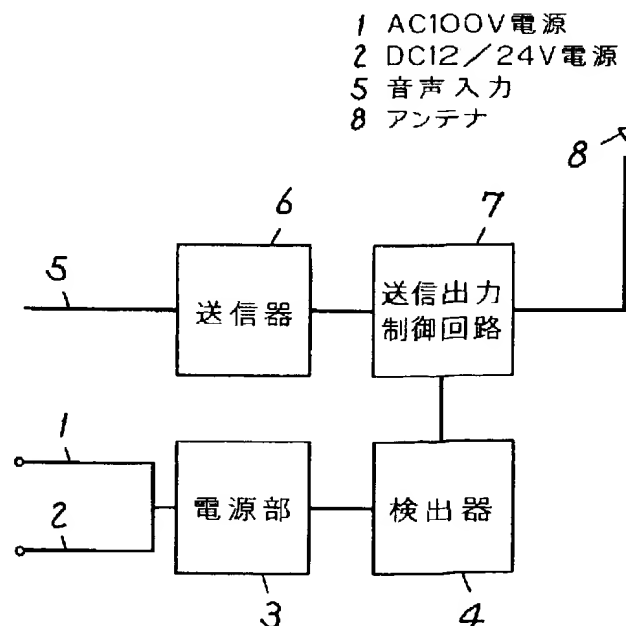 1 AC100V電源
2 DC12/24V電源
5 音声入力
8 アンテナ
8
6
7
5
送信器
送信出力
制御回路
1
2
電源部
検出器
3
4